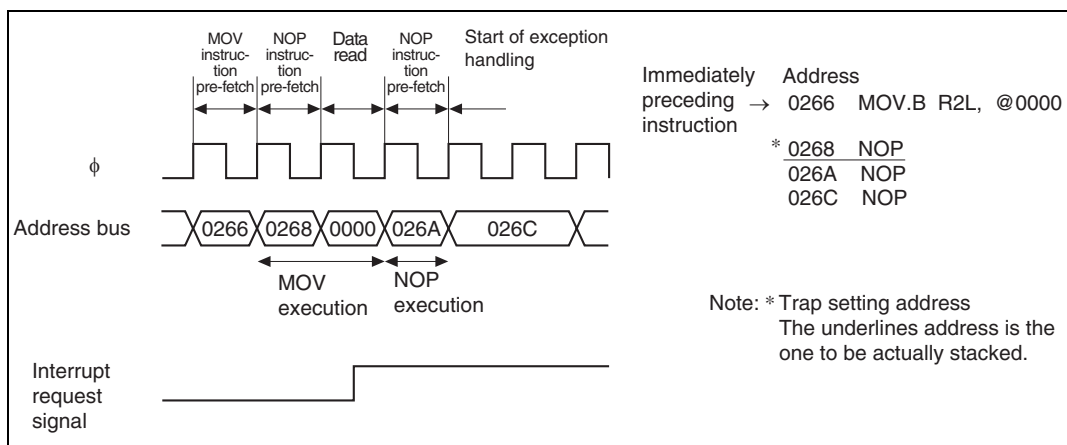 MOV
instruc-
tion
pre-fetch
NOP
instruc-
tion
pre-fetch
Data
read
NOP
instruc-
tion
pre-fetch
Start of exception
handling
Immediately
preceding
instruction
→
Address
0266 MOV.B R2L, @0000
* 0268 NOP
026A NOP
026C NOP
φ
Address bus
0266 0268 0000 026A 026C
MOV
execution
NOP
execution
Note: * Trap setting address
The underlines address is the
one to be actually stacked.
Interrupt
request
signal